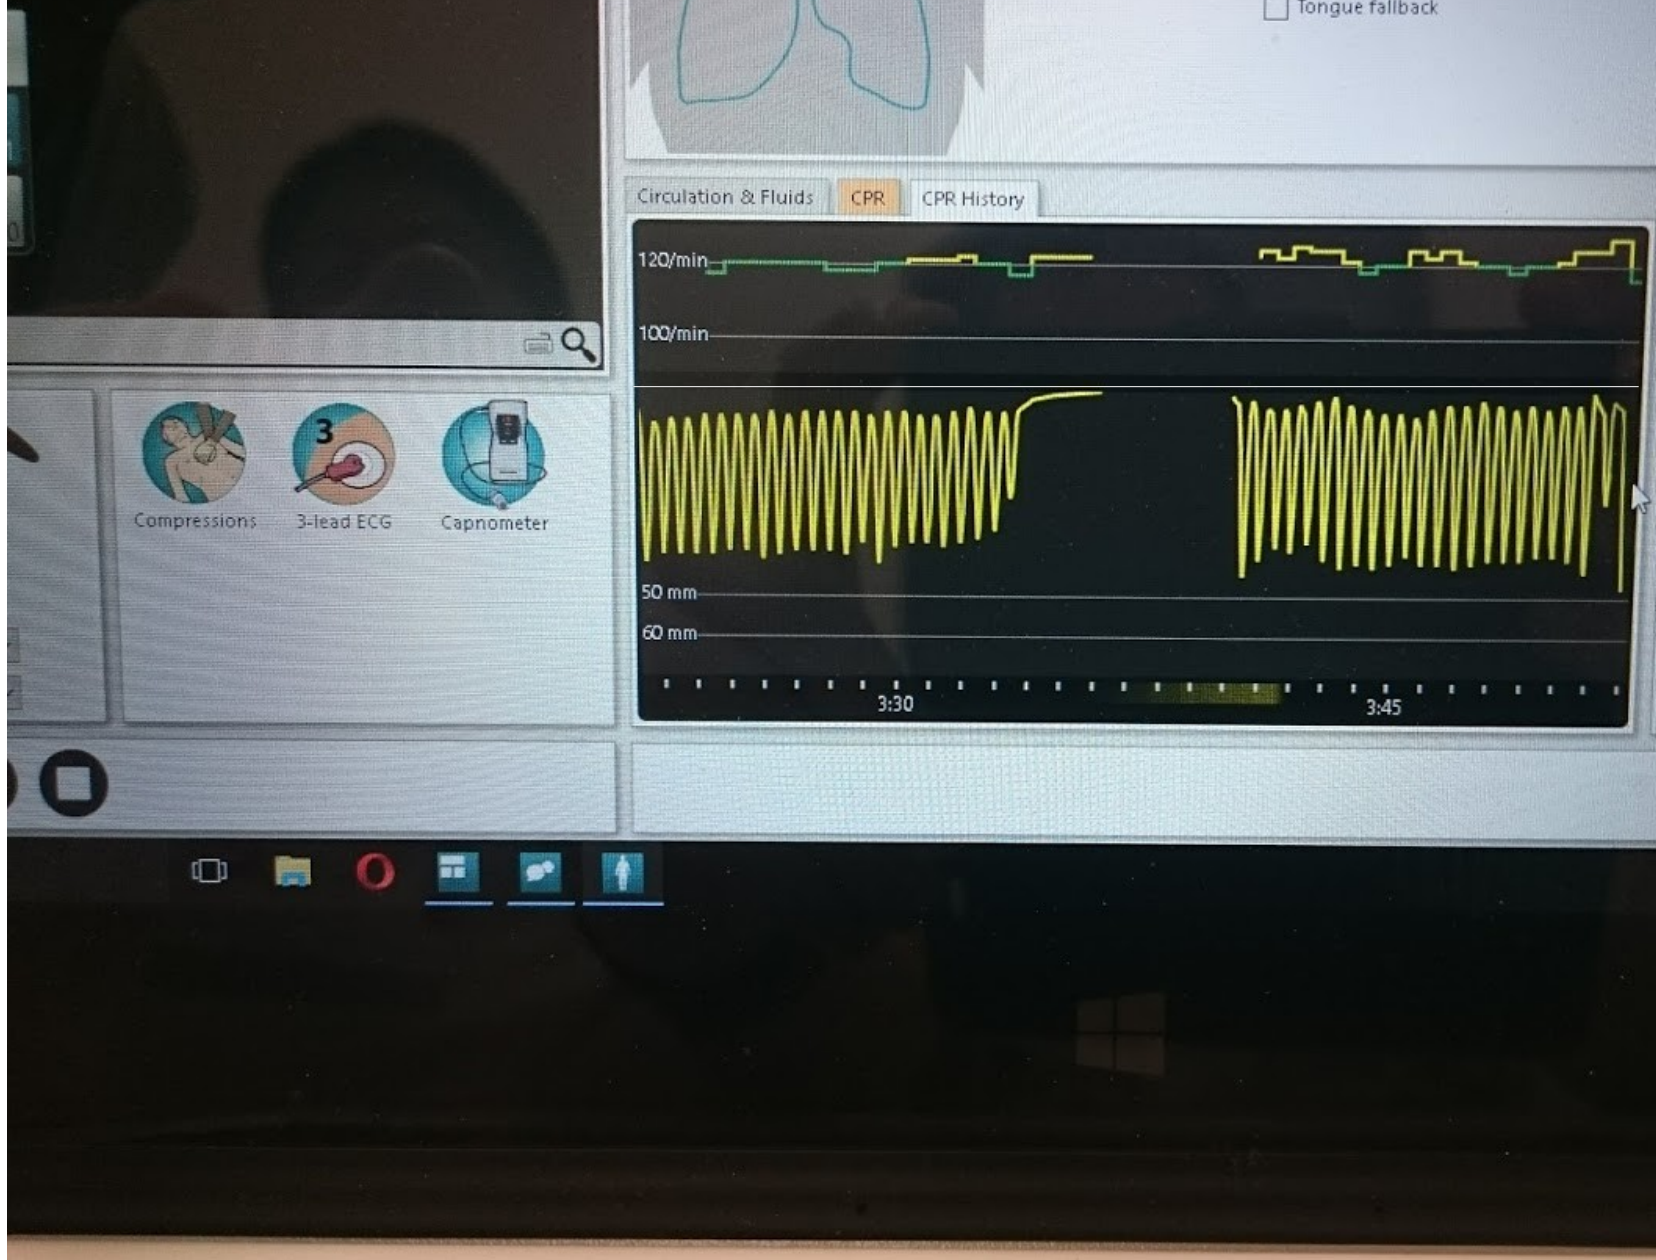 Tongue fallback
Circulation & Fluids CPR CPR History
120/min
100/min
3
Compressions 3-lead ECG Capnometer
50 mm
60 mm
3:30 3:45